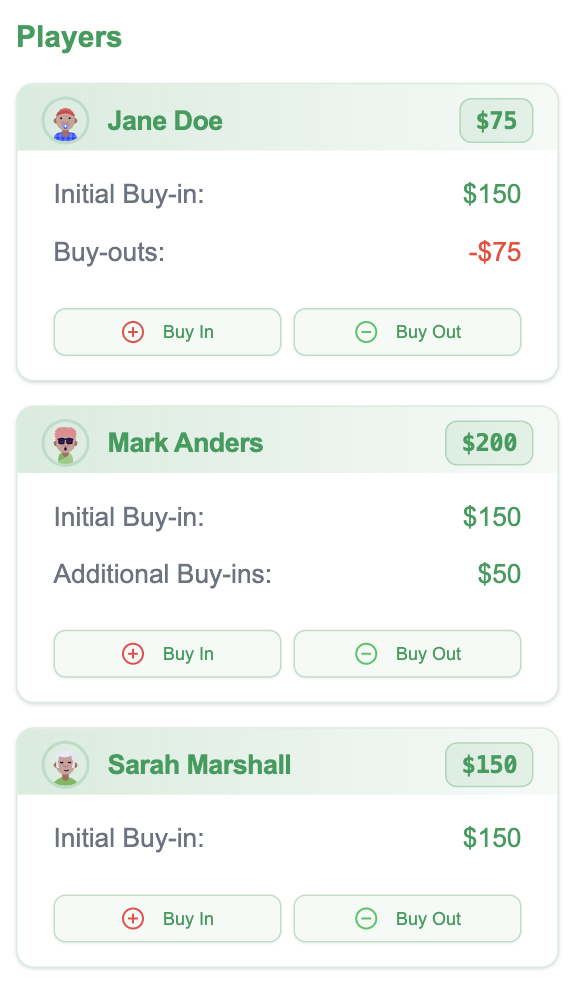 Players
Jane Doe $75
Initial Buy-in: $150
Buy-outs: -$75
Buy In Buy Out
Mark Anders $200
Initial Buy-in: $150
Additional Buy-ins: $50
Buy In Buy Out
Sarah Marshall $150
Initial Buy-in: $150
Buy In Buy Out